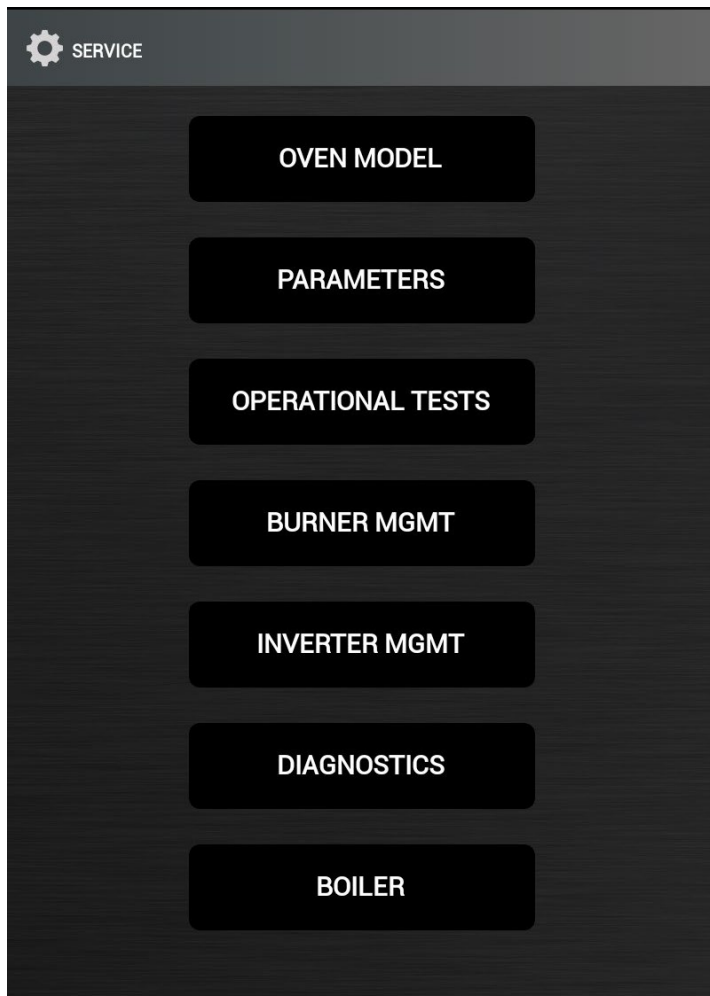 SERVICE
OVEN MODEL
PARAMETERS
OPERATIONAL TESTS
BURNER MGMT
INVERTER MGMT
DIAGNOSTICS
BOILER